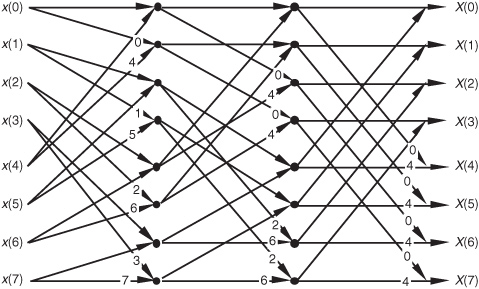 x(0) X(0)
0
x(1) X(1)
4
0
x(2) X(2)
4
1 0
x(3) X(3)
5 4
0
x(4) 4 X(4)
0
2
x(5) 6 4 X(5)
0
2
x(6) 6 4 X(6)
3 2 0
x(7) 7 6 4 X(7)